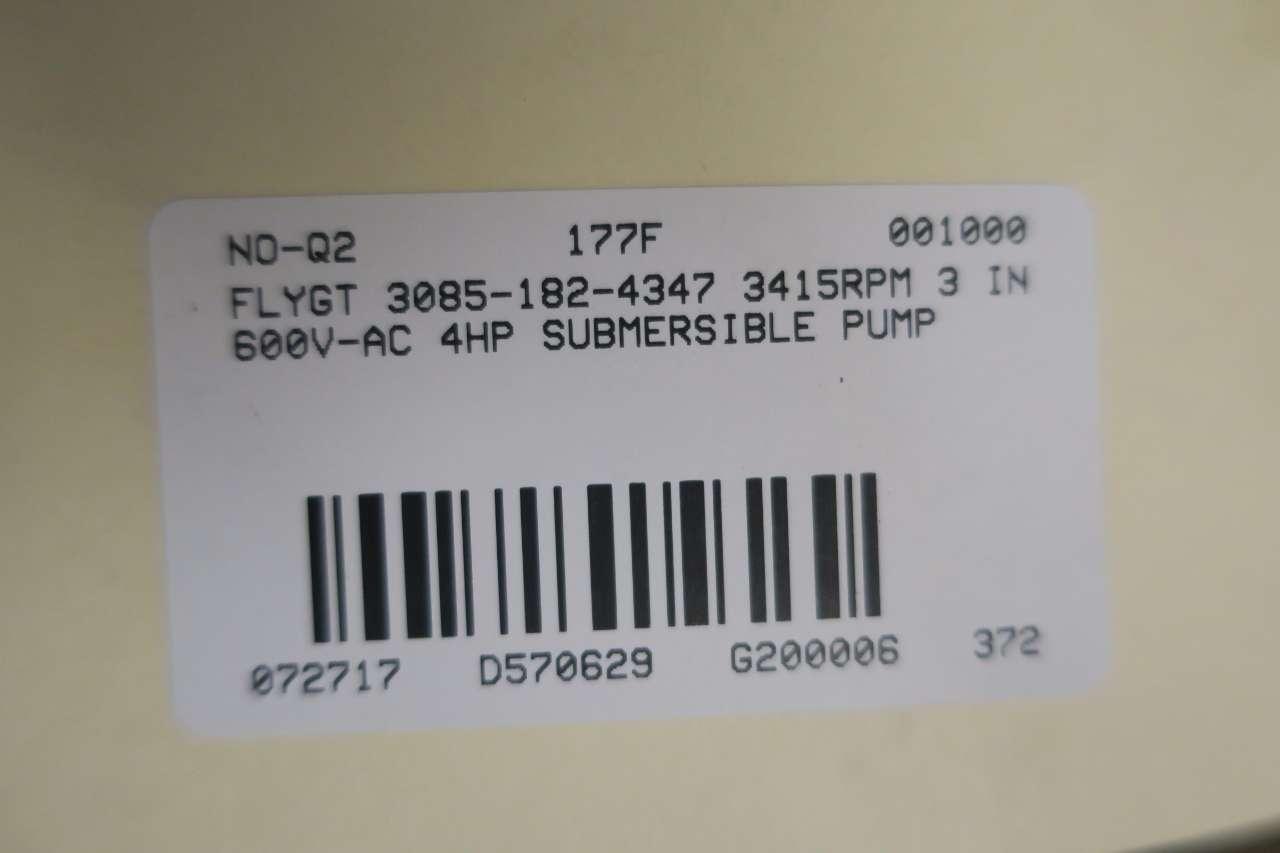 NO-Q2 177F 001000
FLYGT 3085-182-4347 3415RPM 3 IN
600V-AC 4HP SUBMERSIBLE PUMP
072717 D570629 G200006 372